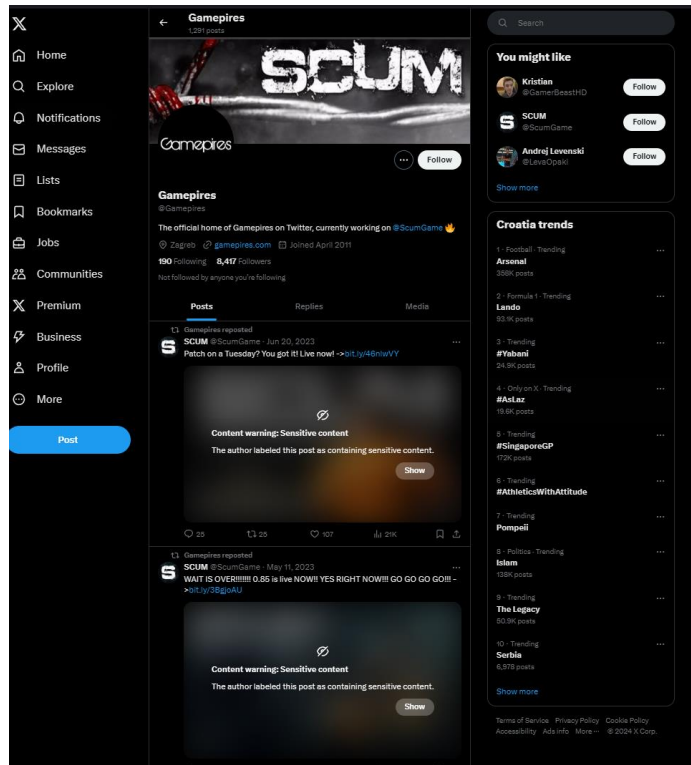 Home
Explore
Notifications
Messages
Lists
Bookmarks
Jobs
Communities
Premium
Business
Profile
More
Post
Gamepires
1,291 posts
SCUM
Gamepires
Follow
Gamepires
@Gamepires
The official home of Gamepires on Twitter, currently working on @ScumGame 🔥
Zagreb gamepires.com Joined April 2011
190 Following 8,417 Followers
Not followed by anyone you're following
Posts Replies Media
Gamepires reposted
SCUM @ScumGame · Jun 20, 2023
Patch on a Tuesday? You got it! Live now! ->bit.ly/46nlwVY
Content warning: Sensitive content
The author labeled this post as containing sensitive content.
Show
25 25 107 21K
Gamepires reposted
SCUM @ScumGame · May 11, 2023
WAIT IS OVER!!!!!!! 0.85 is live NOW!! YES RIGHT NOW!!! GO GO GO GO!!! -
>bit.ly/3BgjoAU
Content warning: Sensitive content
The author labeled this post as containing sensitive content.
Show
Search
You might like
Kristian
@GamerBeastHD
Follow
S
SCUM
@ScumGame
Follow
Andrej Levenski
@LevaOpaki
Follow
Show more
Croatia trends
1 · Football · Trending
Arsenal
358K posts
2 · Formula 1 · Trending
Lando
93.1K posts
3 · Trending
#Yabani
24.9K posts
4 · Only on X · Trending
#AsLaz
19.6K posts
5 · Trending
#SingaporeGP
172K posts
6 · Trending
#AthleticsWithAttitude
7 · Trending
Pompeii
8 · Politics · Trending
Islam
138K posts
9 · Trending
The Legacy
50.9K posts
10 · Trending
Serbia
6,978 posts
Show more
Terms of Service Privacy Policy Cookie Policy
Accessibility Ads info More ··· © 2024 X Corp.